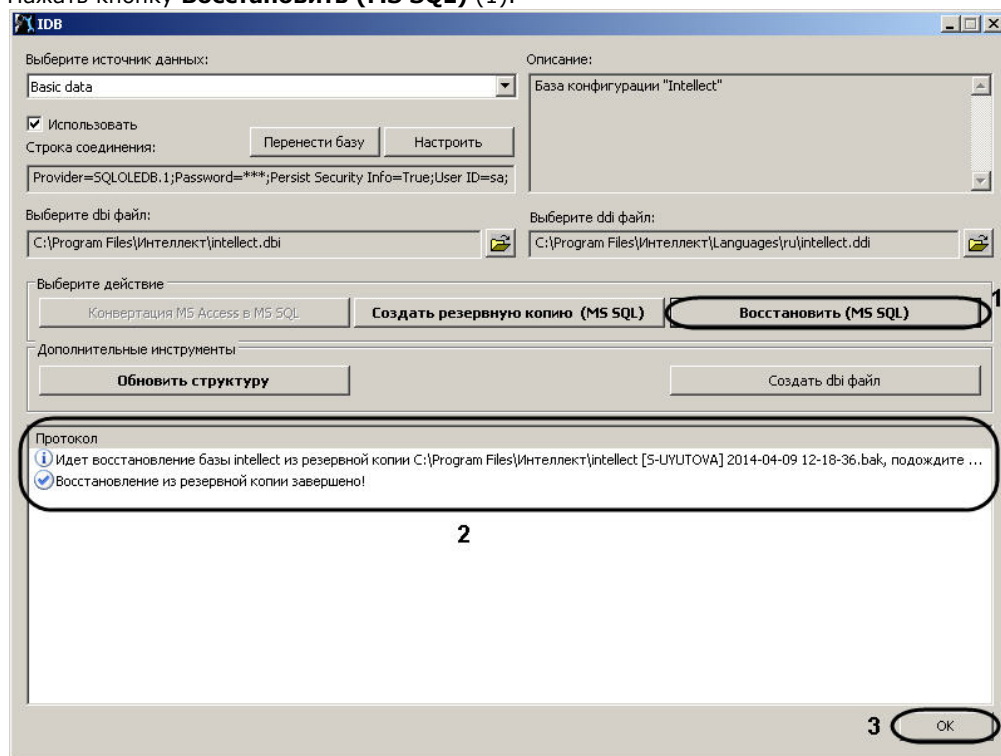 Нажать кнопку Восстановить (MS SQL) (1).
IDB
Выберите источник данных:
Описание:
Basic data
База конфигурации "Intellect"
Использовать
Строка соединения:
Перенести базу
Настроить
Provider=SQLOLEDB.1;Password=***;Persist Security Info=True;User ID=sa;
Выберите dbi файл:
Выберите ddi файл:
C:\Program Files\Интеллект\intellect.dbi
C:\Program Files\Интеллект\Languages\ru\intellect.ddi
Выберите действие
1
Конвертация MS Access в MS SQL
Создать резервную копию (MS SQL)
Восстановить (MS SQL)
Дополнительные инструменты
Обновить структуру
Создать dbi файл
Протокол
Идет восстановление базы intellect из резервной копии C:\Program Files\Интеллект\intellect [S-UYUTOVA] 2014-04-09 12-18-36.bak, подождите ...
Восстановление из резервной копии завершено!
2
3
OK